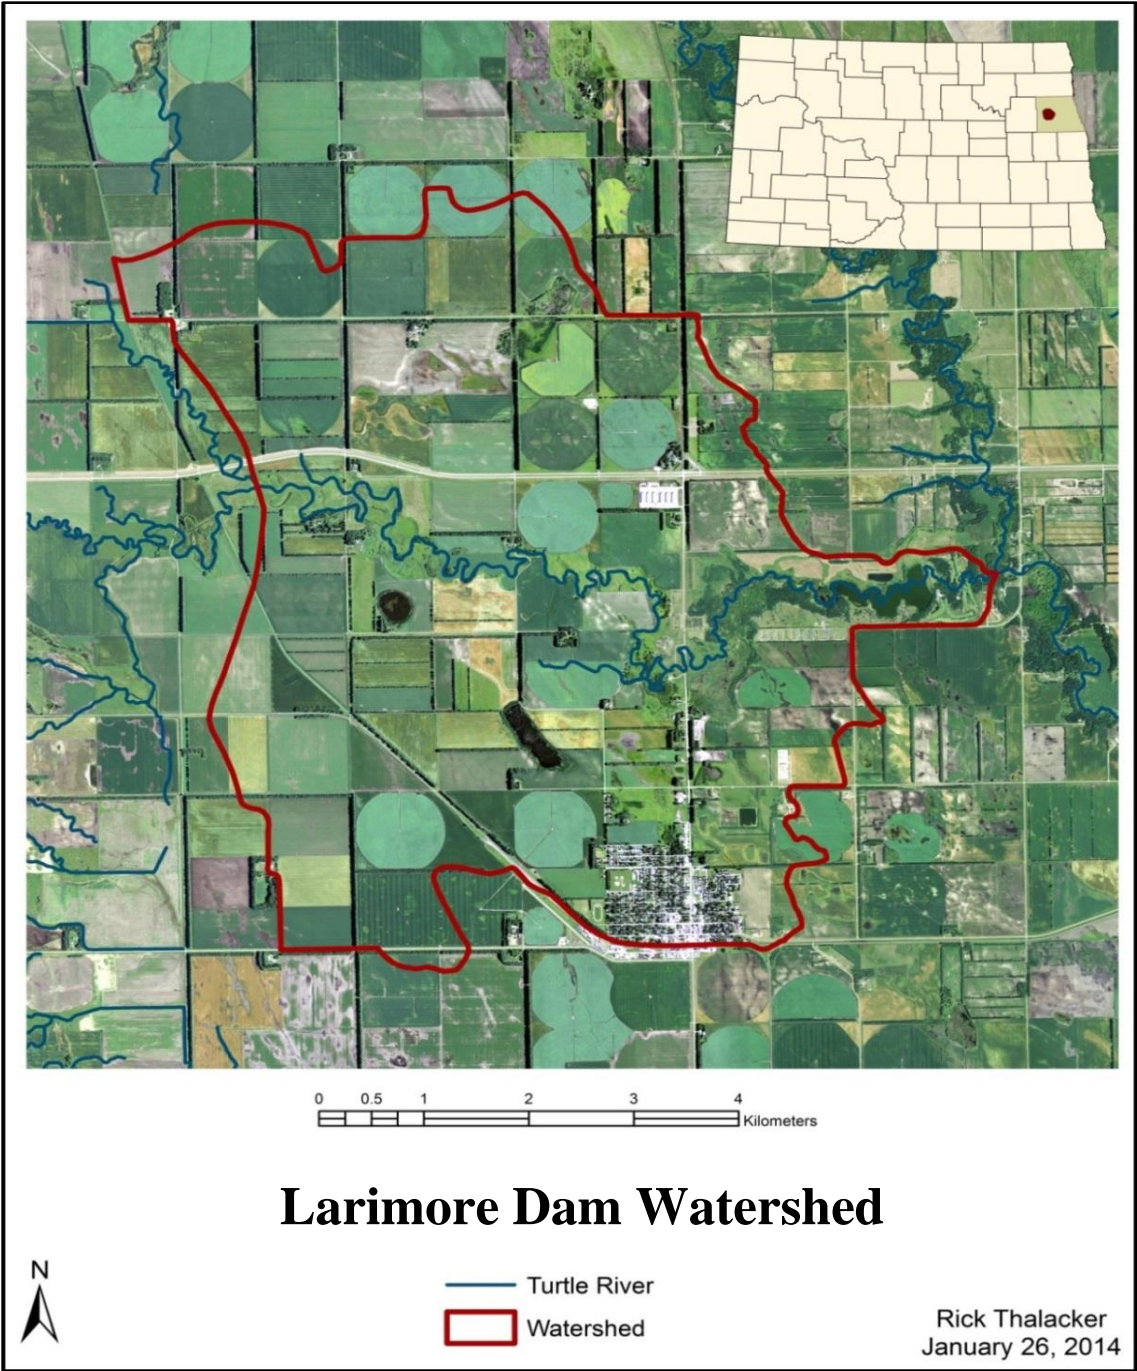 0 0.5 1 2 3 4
Kilometers
Larimore Dam Watershed
N
Turtle River
Watershed
Rick Thalacker
January 26, 2014